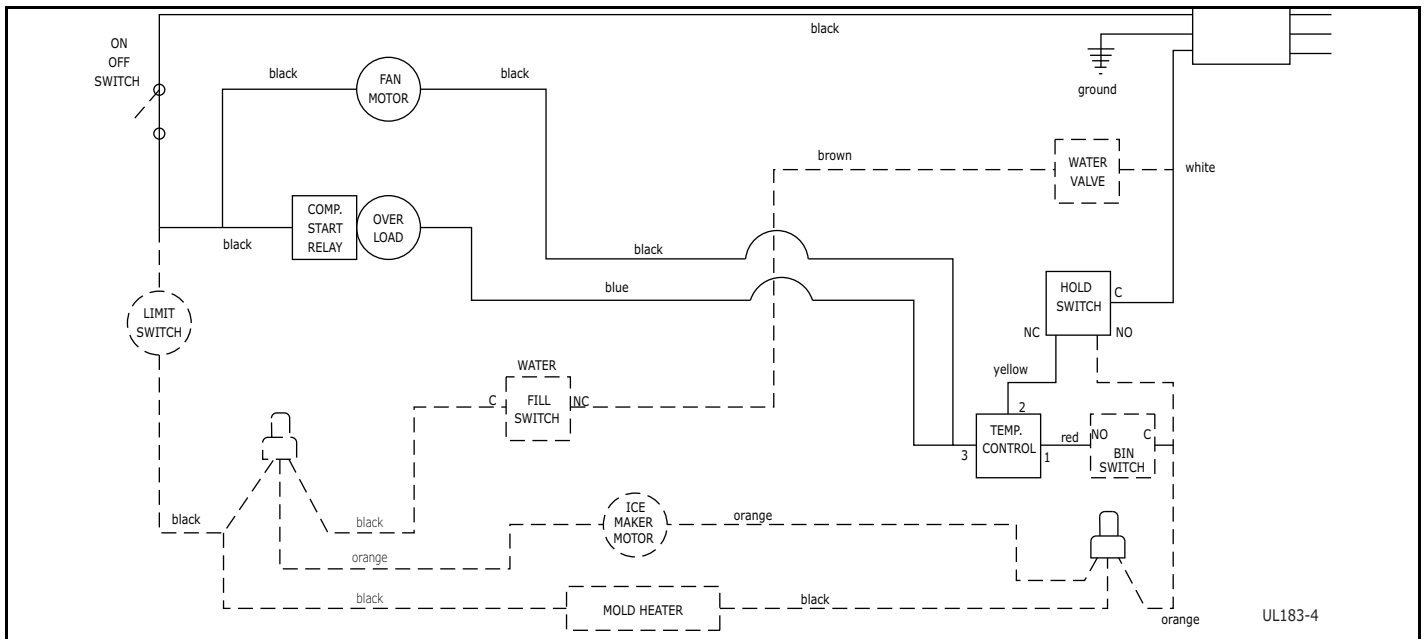 black
ON
OFF
SWITCH
black
FAN
MOTOR
black
ground
brown
WATER
VALVE
white
COMP.
START
RELAY
OVER
LOAD
black
black
blue
HOLD
SWITCH
C
NC
NO
LIMIT
SWITCH
WATER
C
FILL
SWITCH
NC
yellow
2
TEMP.
CONTROL
3
1
red
NO
C
BIN
SWITCH
black
black
orange
ICE
MAKER
MOTOR
orange
black
MOLD HEATER
black
orange
UL183-4